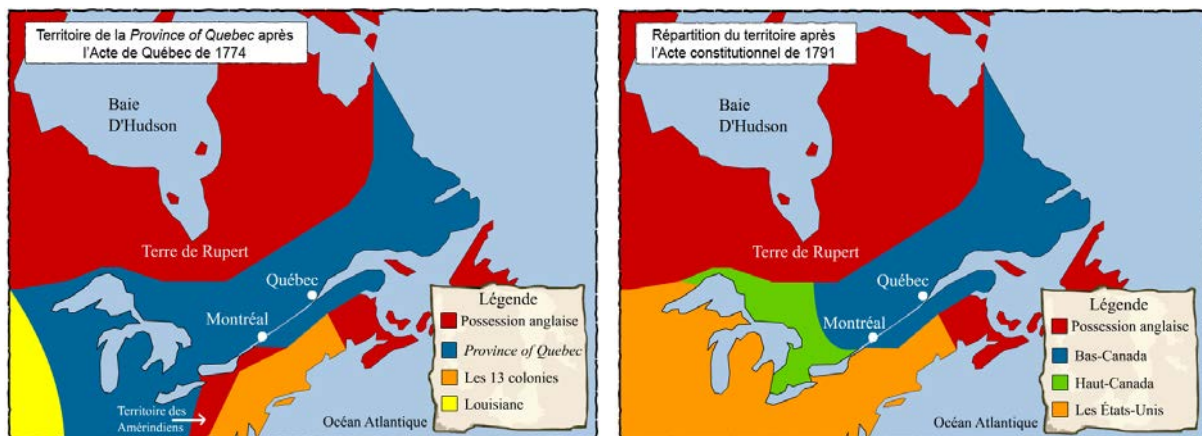 Territoire de la Province of Quebec après
l'Acte de Québec de 1774
Baie
D'Hudson
Terre de Rupert
Québec
Montréal
Territoire des
Amérindiens
Océan Atlantique
Légende
Possession anglaise
Province of Quebec
Les 13 colonies
Louisiane
Répartition du territoire après
l'Acte constitutionnel de 1791
Baie
D'Hudson
Terre de Rupert
Québec
Montréal
Océan Atlantique
Légende
Possession anglaise
Bas-Canada
Haut-Canada
Les États-Unis